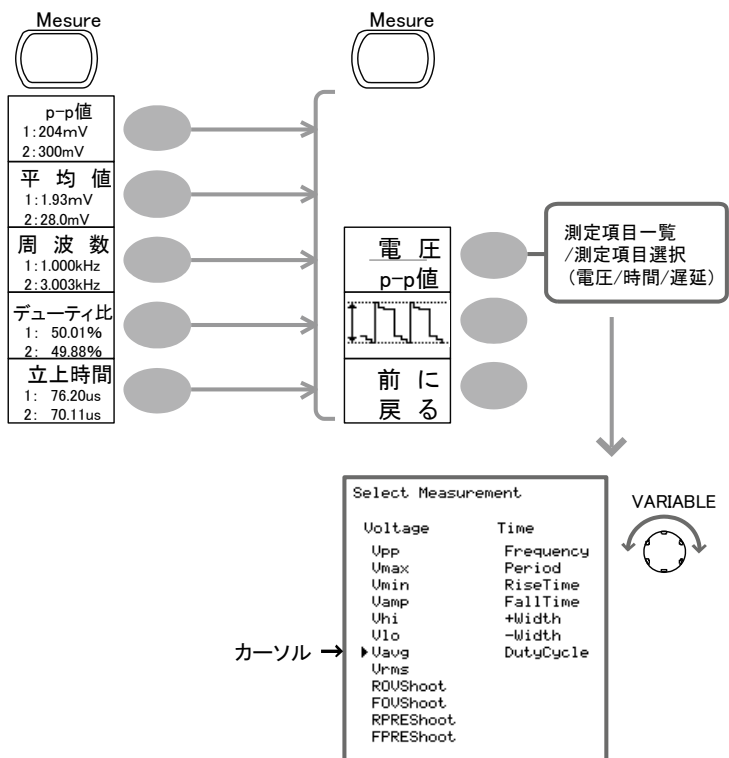 Mesure
p-p値
1:204mV
2:300mV
平 均 値
1:1.93mV
2:28.0mV
周 波 数
1:1.000kHz
2:3.003kHz
デューティ比
1: 50.01%
2: 49.88%
立上時間
1: 76.20us
2: 70.11us
Mesure
電 圧
p-p値
前 に
戻 る
測定項目一覧
/測定項目選択
(電圧/時間/遅延)
VARIABLE
カーソル →
Select Measurement
Voltage Time
Vpp Frequency
Vmax Period
Vmin RiseTime
Vamp FallTime
Vhi +Width
Vlo -Width
Vavg DutyCycle
Vrms
ROVShoot
FOVShoot
RPREShoot
FPREShoot